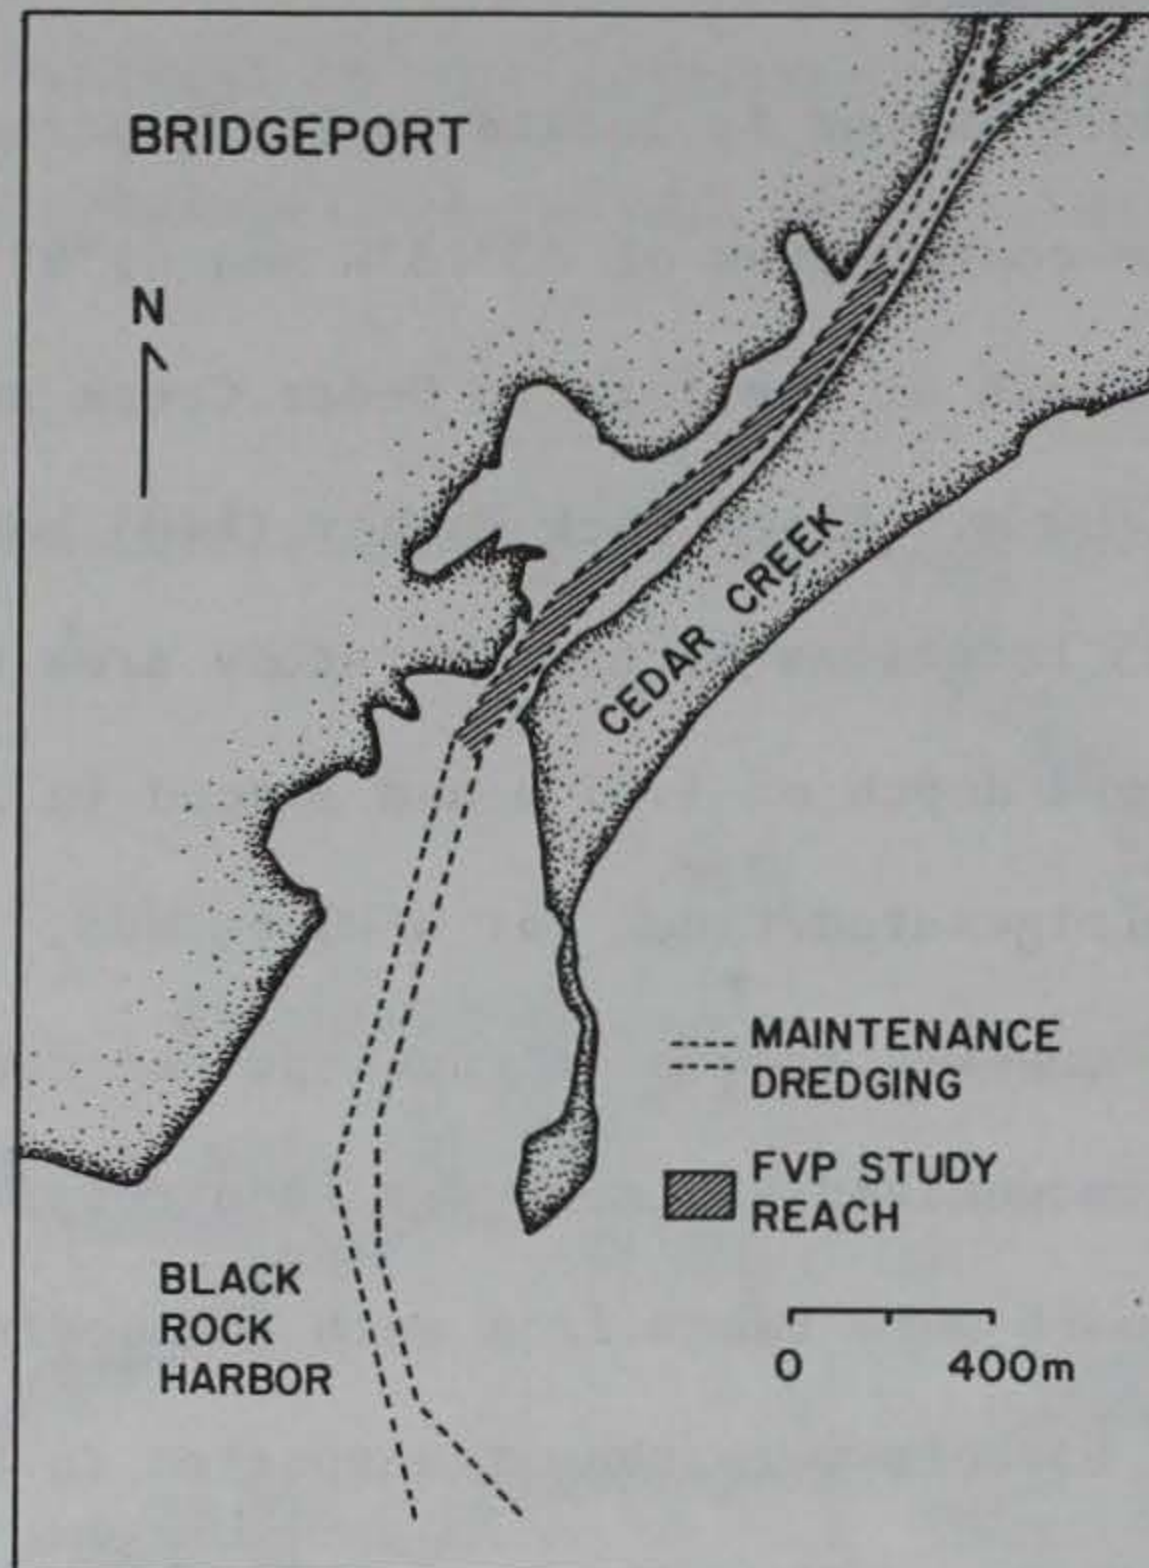 BRIDGEPORT
N
CEDAR CREEK
MAINTENANCE
DREDGING
FVP STUDY
REACH
BLACK
ROCK
HARBOR
0 400m